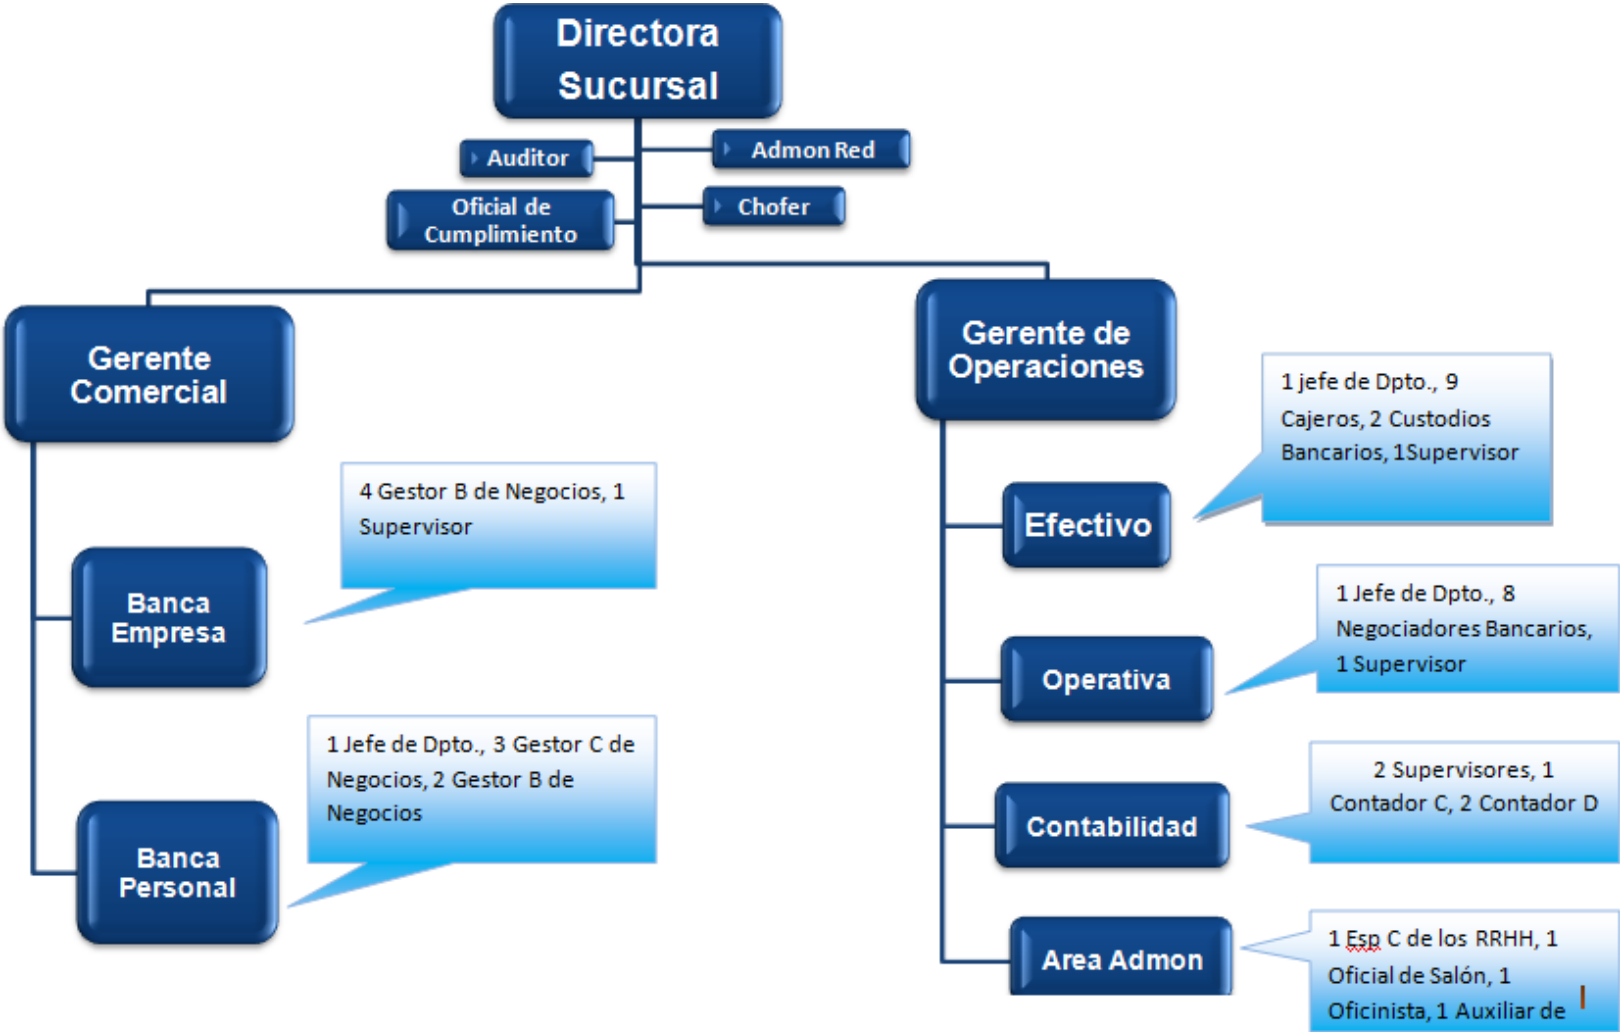 Directora
Sucursal
Auditor
Admon Red
Oficial de
Cumplimiento
Chofer
Gerente
Comercial
Gerente de
Operaciones
1 jefe de Dpto., 9
Cajeros, 2 Custodios
Bancarios, 1Supervisor
4 Gestor B de Negocios, 1
Supervisor
Efectivo
Banca
Empresa
1 Jefe de Dpto., 8
Negociadores Bancarios,
1 Supervisor
Operativa
1 Jefe de Dpto., 3 Gestor C de
Negocios, 2 Gestor B de
Negocios
2 Supervisores, 1
Contador C, 2 Contador D
Contabilidad
Banca
Personal
1 Esp C de los RRHH, 1
Oficial de Salón, 1
Oficinista, 1 Auxiliar de
Area Admon